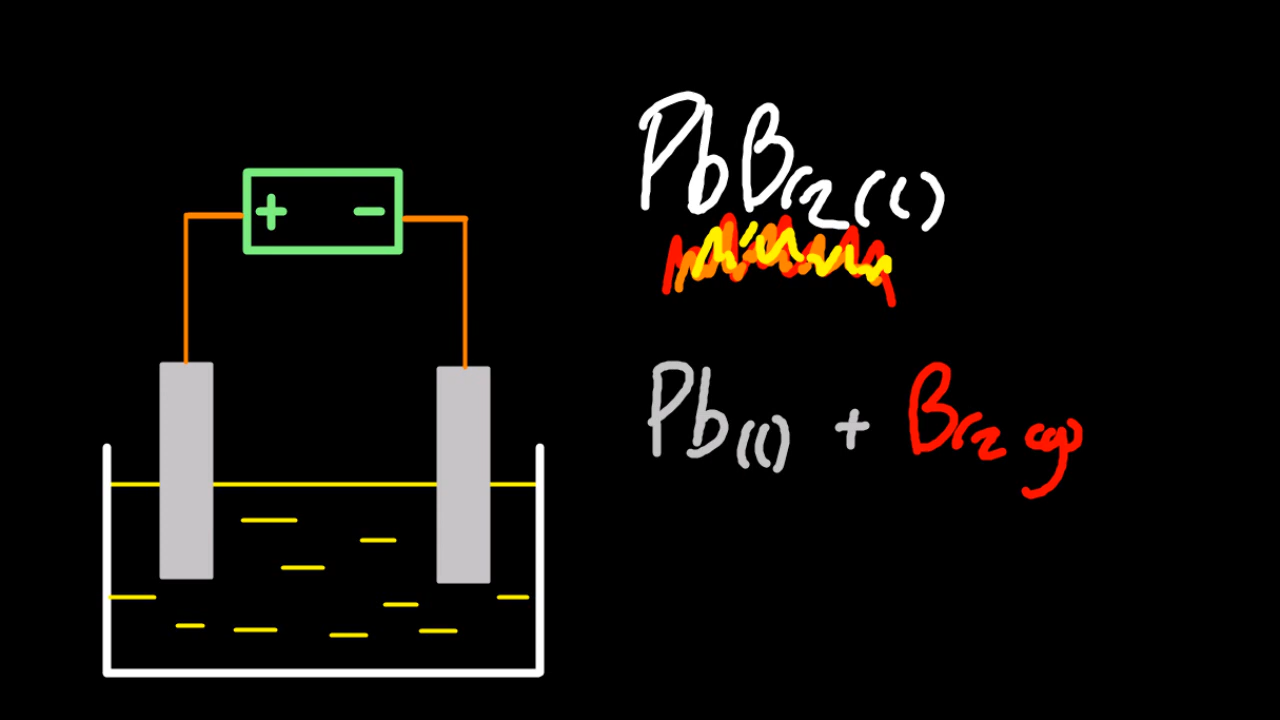 + -
PbBr2(l)
Pb(l) + Br2(g)